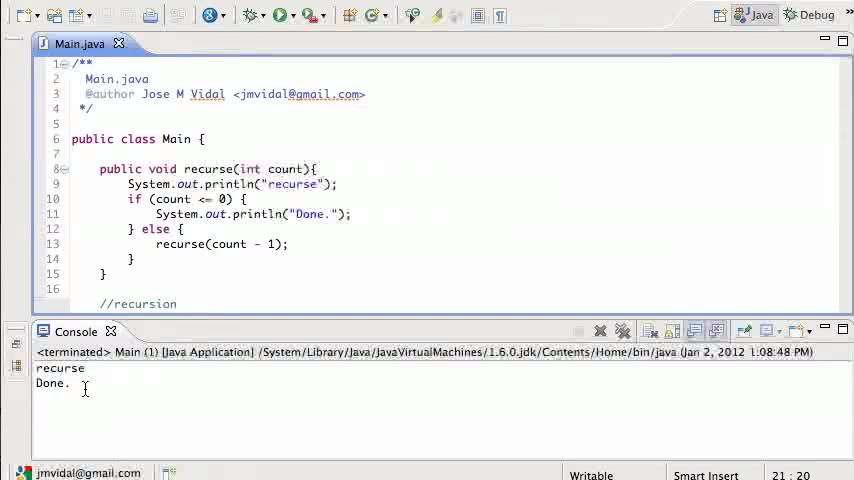 Java
Debug
Main.java
1 /**
2 Main.java
3 @author Jose M Vidal <jmvidal@gmail.com>
4 */
5
6 public class Main {
7
8 public void recurse(int count){
9 System.out.println("recurse");
10 if (count <= 0) {
11 System.out.println("Done.");
12 } else {
13 recurse(count - 1);
14 }
15 }
16
//recursion
Console
<terminated> Main (1) [Java Application] /System/Library/Java/JavaVirtualMachines/1.6.0.jdk/Contents/Home/bin/java (Jan 2, 2012 1:08:48 PM)
recurse
Done.
jmvidal@gmail.com
Writable
Smart Insert
21 : 20